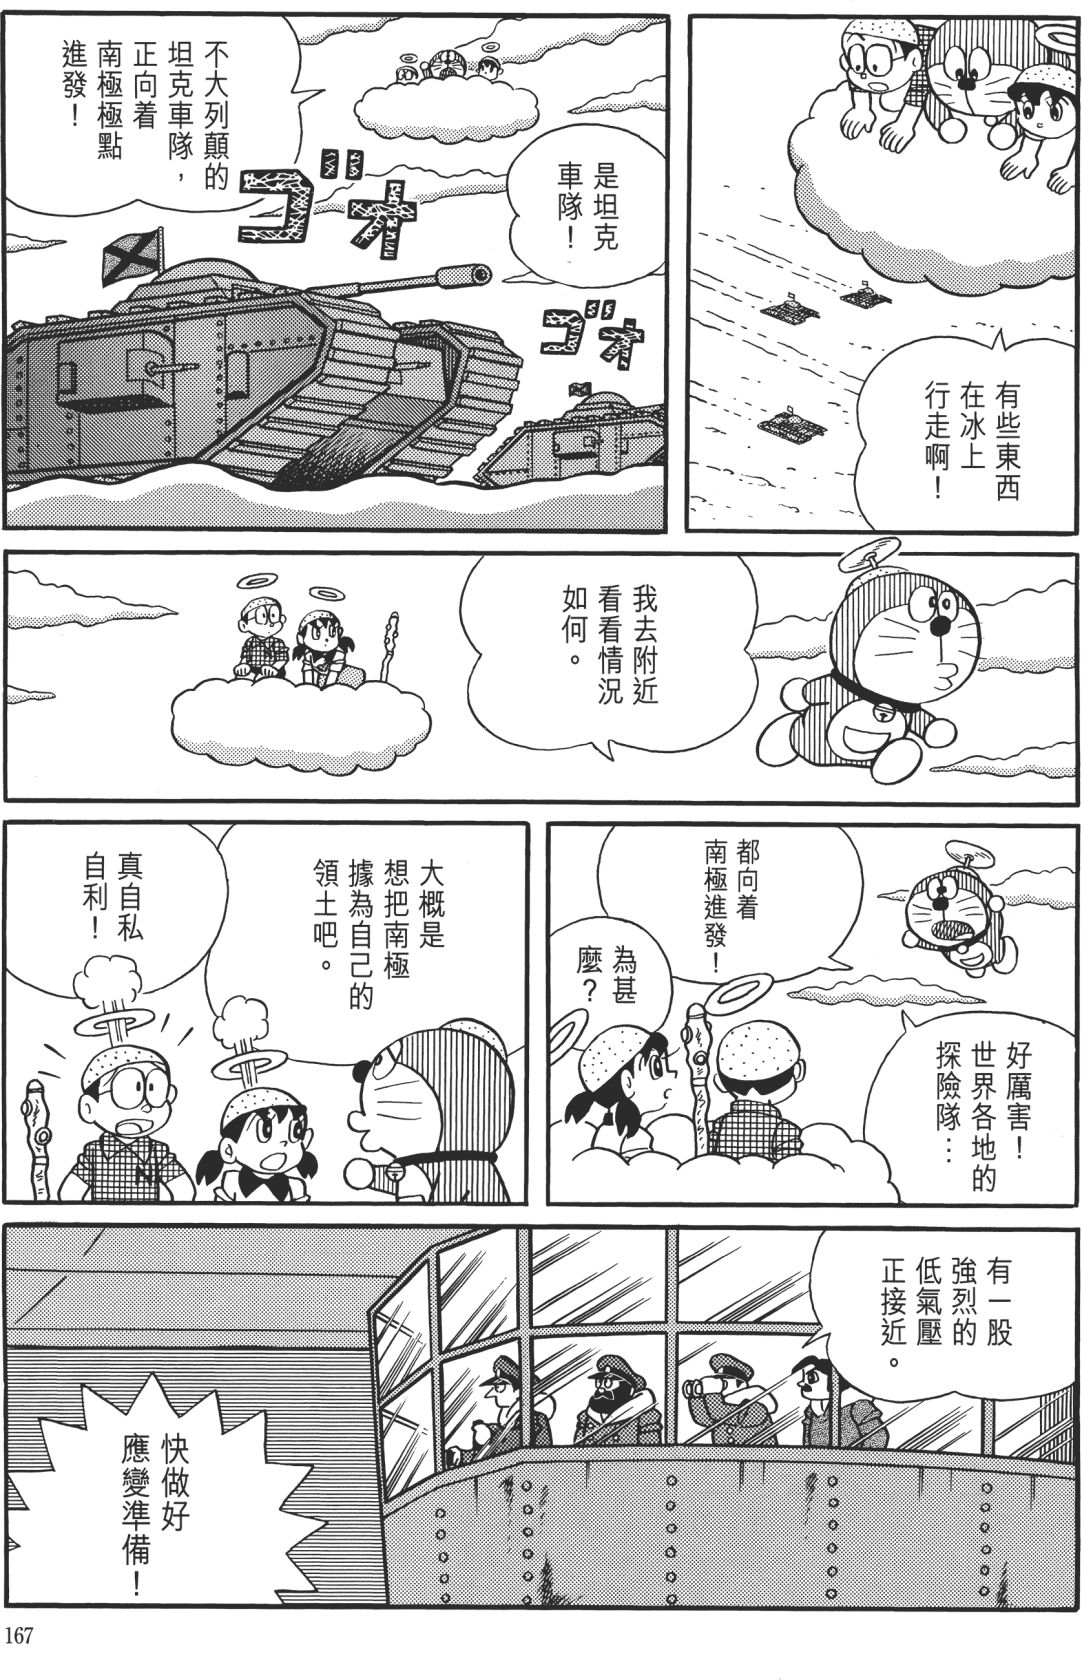 有些東西
在冰上
行走啊！
是坦克
車隊！
不大列顛的
坦克車隊，
正向着
南極極點
進發！
ゴオ
ゴオ
我去附近
看看情況
如何。
好厲害！
世界各地的
探險隊…
都向着
南極進發！
為甚
麼？
大概是
想把南極
據為自己的
領土吧。
真自私
自利！
有一股
強烈的
低氣壓
正接近。
快做好
應變準備！
167